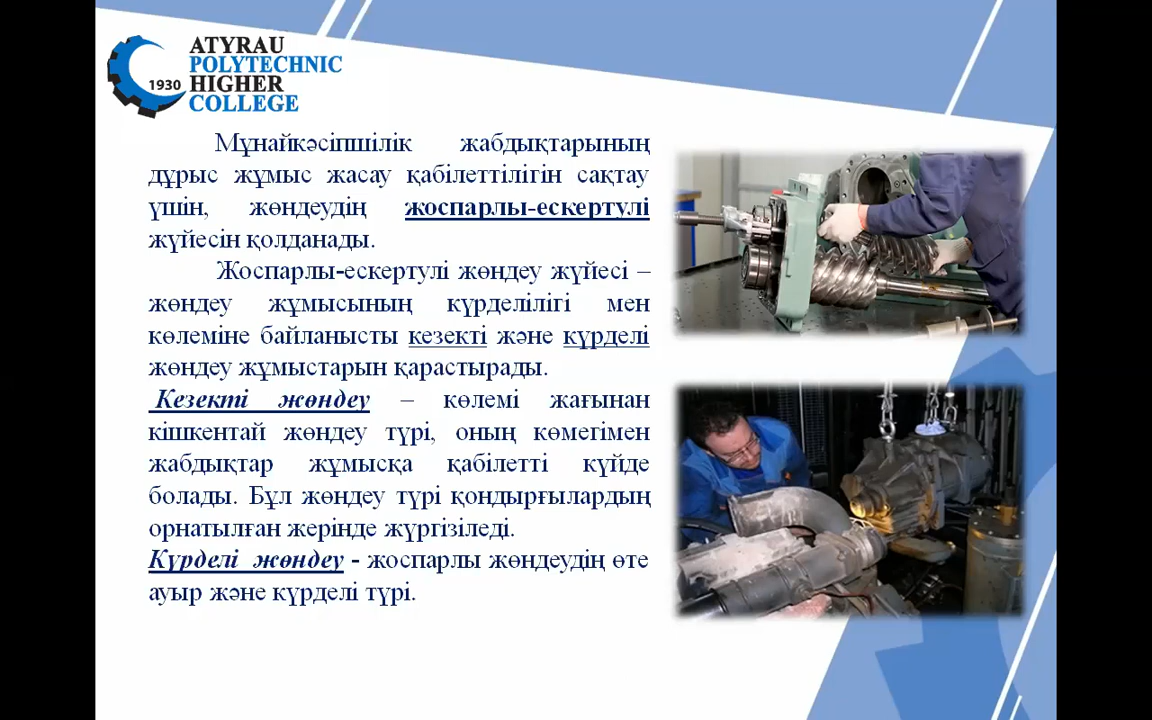 ATYRAU
POLYTECHNIC
1930 HIGHER
COLLEGE
Мұнайкәсіпшілік жабдықтарының
дұрыс жұмыс жасау қабілеттілігін сақтау
үшін, жөндеудің жоспарлы-ескертулі
жүйесін қолданады.
Жоспарлы-ескертулі жөндеу жүйесі –
жөндеу жұмысының күрделілігі мен
көлеміне байланысты кезекті және күрделі
жөндеу жұмыстарын қарастырады.
Кезекті жөндеу – көлемі жағынан
кішкентай жөндеу түрі, оның көмегімен
жабдықтар жұмысқа қабілетті күйде
болады. Бұл жөндеу түрі қондырғылардың
орнатылған жерінде жүргізіледі.
Күрделі жөндеу - жоспарлы жөндеудің өте
ауыр және күрделі түрі.